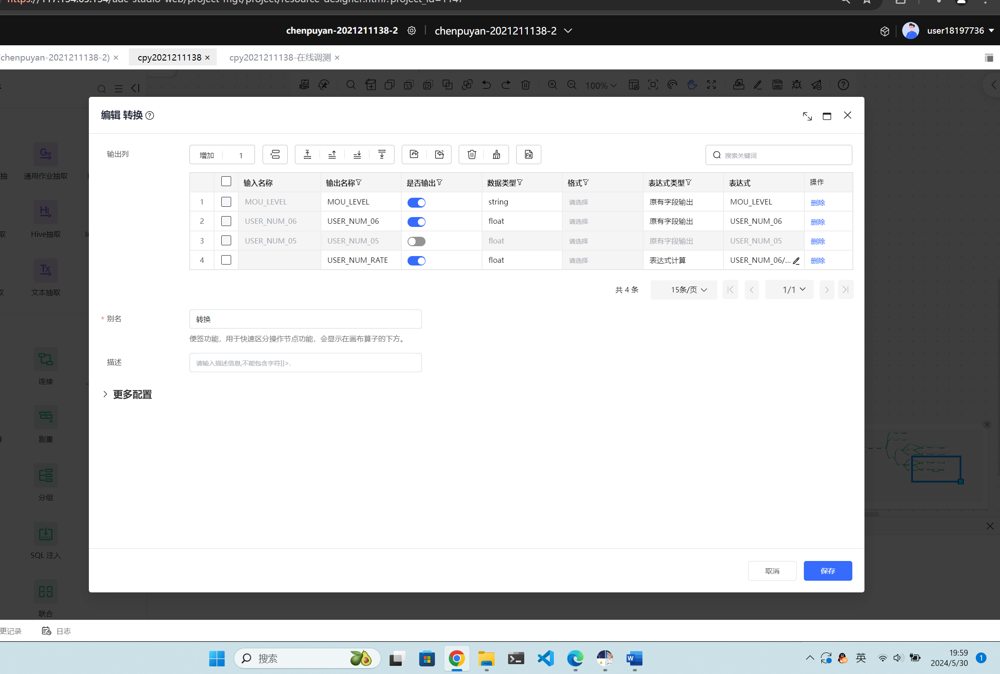 chenpuyan-2021211138-2
chenpuyan-2021211138-2
user18197736
chenpuyan-2021211138-2) ×
cpy2021211138 ×
cpy2021211138-在线调测 ×
100%
编辑 转换
输出列
增加 1
搜索关键词
输入名称 输出名称 是否输出 数据类型 格式 表达式类型 表达式 操作
1 MOU_LEVEL MOU_LEVEL string 请选择 原有字段输出 MOU_LEVEL 删除
2 USER_NUM_06 USER_NUM_06 float 请选择 原有字段输出 USER_NUM_06 删除
3 USER_NUM_05 USER_NUM_05 float 请选择 原有字段输出 USER_NUM_05 删除
4 USER_NUM_RATE float 请选择 表达式计算 USER_NUM_06/... 删除
共 4 条 15条/页 1/1
* 别名
转换
便签功能，用于快速区分操作节点功能，会显示在画布算子的下方。
描述
请输入描述信息,不能包含字符]]>.
更多配置
取消
保存
抽
通用作业抽取
取
Hive抽取
文本抽取
连接
剔重
分组
SQL 注入
联合
更记录
日志
搜索
英
19:59
2024/5/30
1